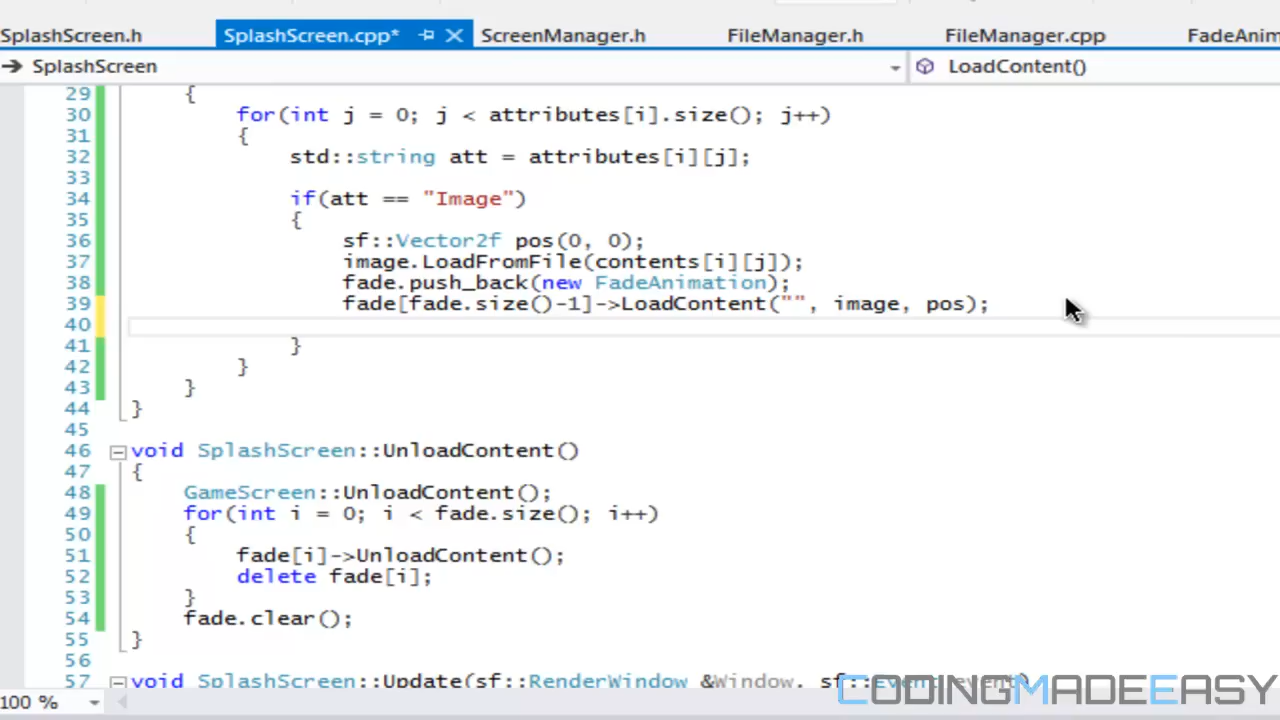 SplashScreen.h SplashScreen.cpp* ScreenManager.h FileManager.h FileManager.cpp FadeAnim
SplashScreen LoadContent()
29 {
30 for(int j = 0; j < attributes[i].size(); j++)
31 {
32 std::string att = attributes[i][j];
33
34 if(att == "Image")
35 {
36 sf::Vector2f pos(0, 0);
37 image.LoadFromFile(contents[i][j]);
38 fade.push_back(new FadeAnimation);
39 fade[fade.size()-1]->LoadContent("", image, pos);
40
41 }
42 }
43 }
44 }
45
46 void SplashScreen::UnloadContent()
47 {
48 GameScreen::UnloadContent();
49 for(int i = 0; i < fade.size(); i++)
50 {
51 fade[i]->UnloadContent();
52 delete fade[i];
53 }
54 fade.clear();
55 }
56
57 void SplashScreen::Update(sf::RenderWindow &Window, sf::Event event)
100 %
CODINGMADEEASY